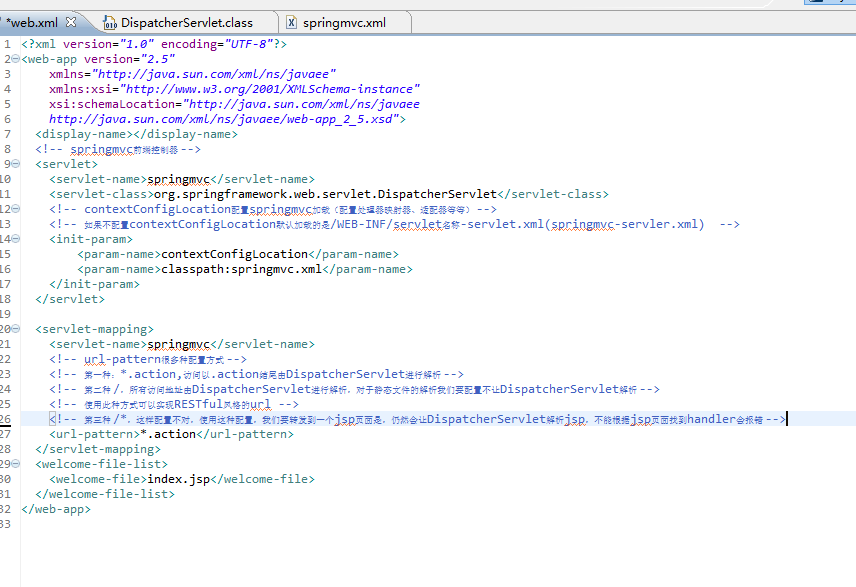 *web.xml DispatcherServlet.class springmvc.xml
1 <?xml version="1.0" encoding="UTF-8"?>
2 <web-app version="2.5"
3 xmlns="http://java.sun.com/xml/ns/javaee"
4 xmlns:xsi="http://www.w3.org/2001/XMLSchema-instance"
5 xsi:schemaLocation="http://java.sun.com/xml/ns/javaee
6 http://java.sun.com/xml/ns/javaee/web-app_2_5.xsd">
7 <display-name></display-name>
8 <!-- springmvc前端控制器 -->
9 <servlet>
10 <servlet-name>springmvc</servlet-name>
11 <servlet-class>org.springframework.web.servlet.DispatcherServlet</servlet-class>
12 <!-- contextConfigLocation配置springmvc加载（配置处理器映射器、适配器等等）-->
13 <!-- 如果不配置contextConfigLocation默认加载的是/WEB-INF/servlet名称-servlet.xml(springmvc-servler.xml) -->
14 <init-param>
15 <param-name>contextConfigLocation</param-name>
16 <param-name>classpath:springmvc.xml</param-name>
17 </init-param>
18 </servlet>
19
20 <servlet-mapping>
21 <servlet-name>springmvc</servlet-name>
22 <!-- url-pattern很多种配置方式 -->
23 <!-- 第一种：*.action,访问以.action结尾由DispatcherServlet进行解析 -->
24 <!-- 第二种 /，所有访问地址由DispatcherServlet进行解析，对于静态文件的解析我们要配置不让DispatcherServlet解析 -->
25 <!-- 使用此种方式可以实现RESTful风格的url -->
26 <!-- 第三种 /*，这样配置不对，使用这种配置，我们要转发到一个jsp页面是，仍然会让DispatcherServlet解析jsp，不能根据jsp页面找到handler会报错 -->
27 <url-pattern>*.action</url-pattern>
28 </servlet-mapping>
29 <welcome-file-list>
30 <welcome-file>index.jsp</welcome-file>
31 </welcome-file-list>
32 </web-app>
33